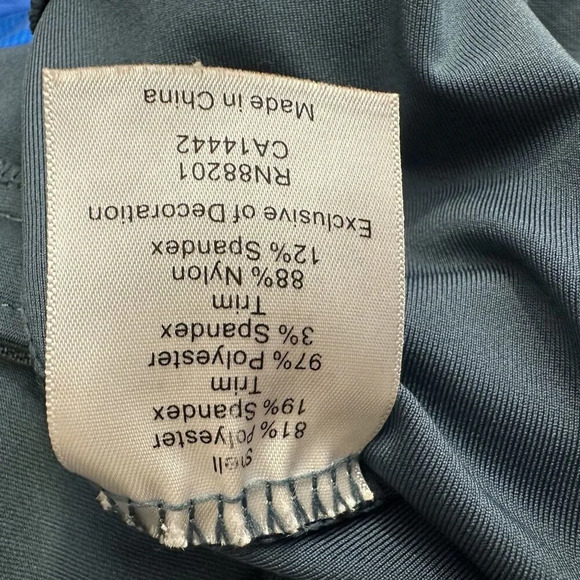 Shell
81% Polyester
19% Spandex
Trim
97% Polyester
3% Spandex
Trim
88% Nylon
12% Spandex
Exclusive of Decoration
RN88201
CA14442
Made in China